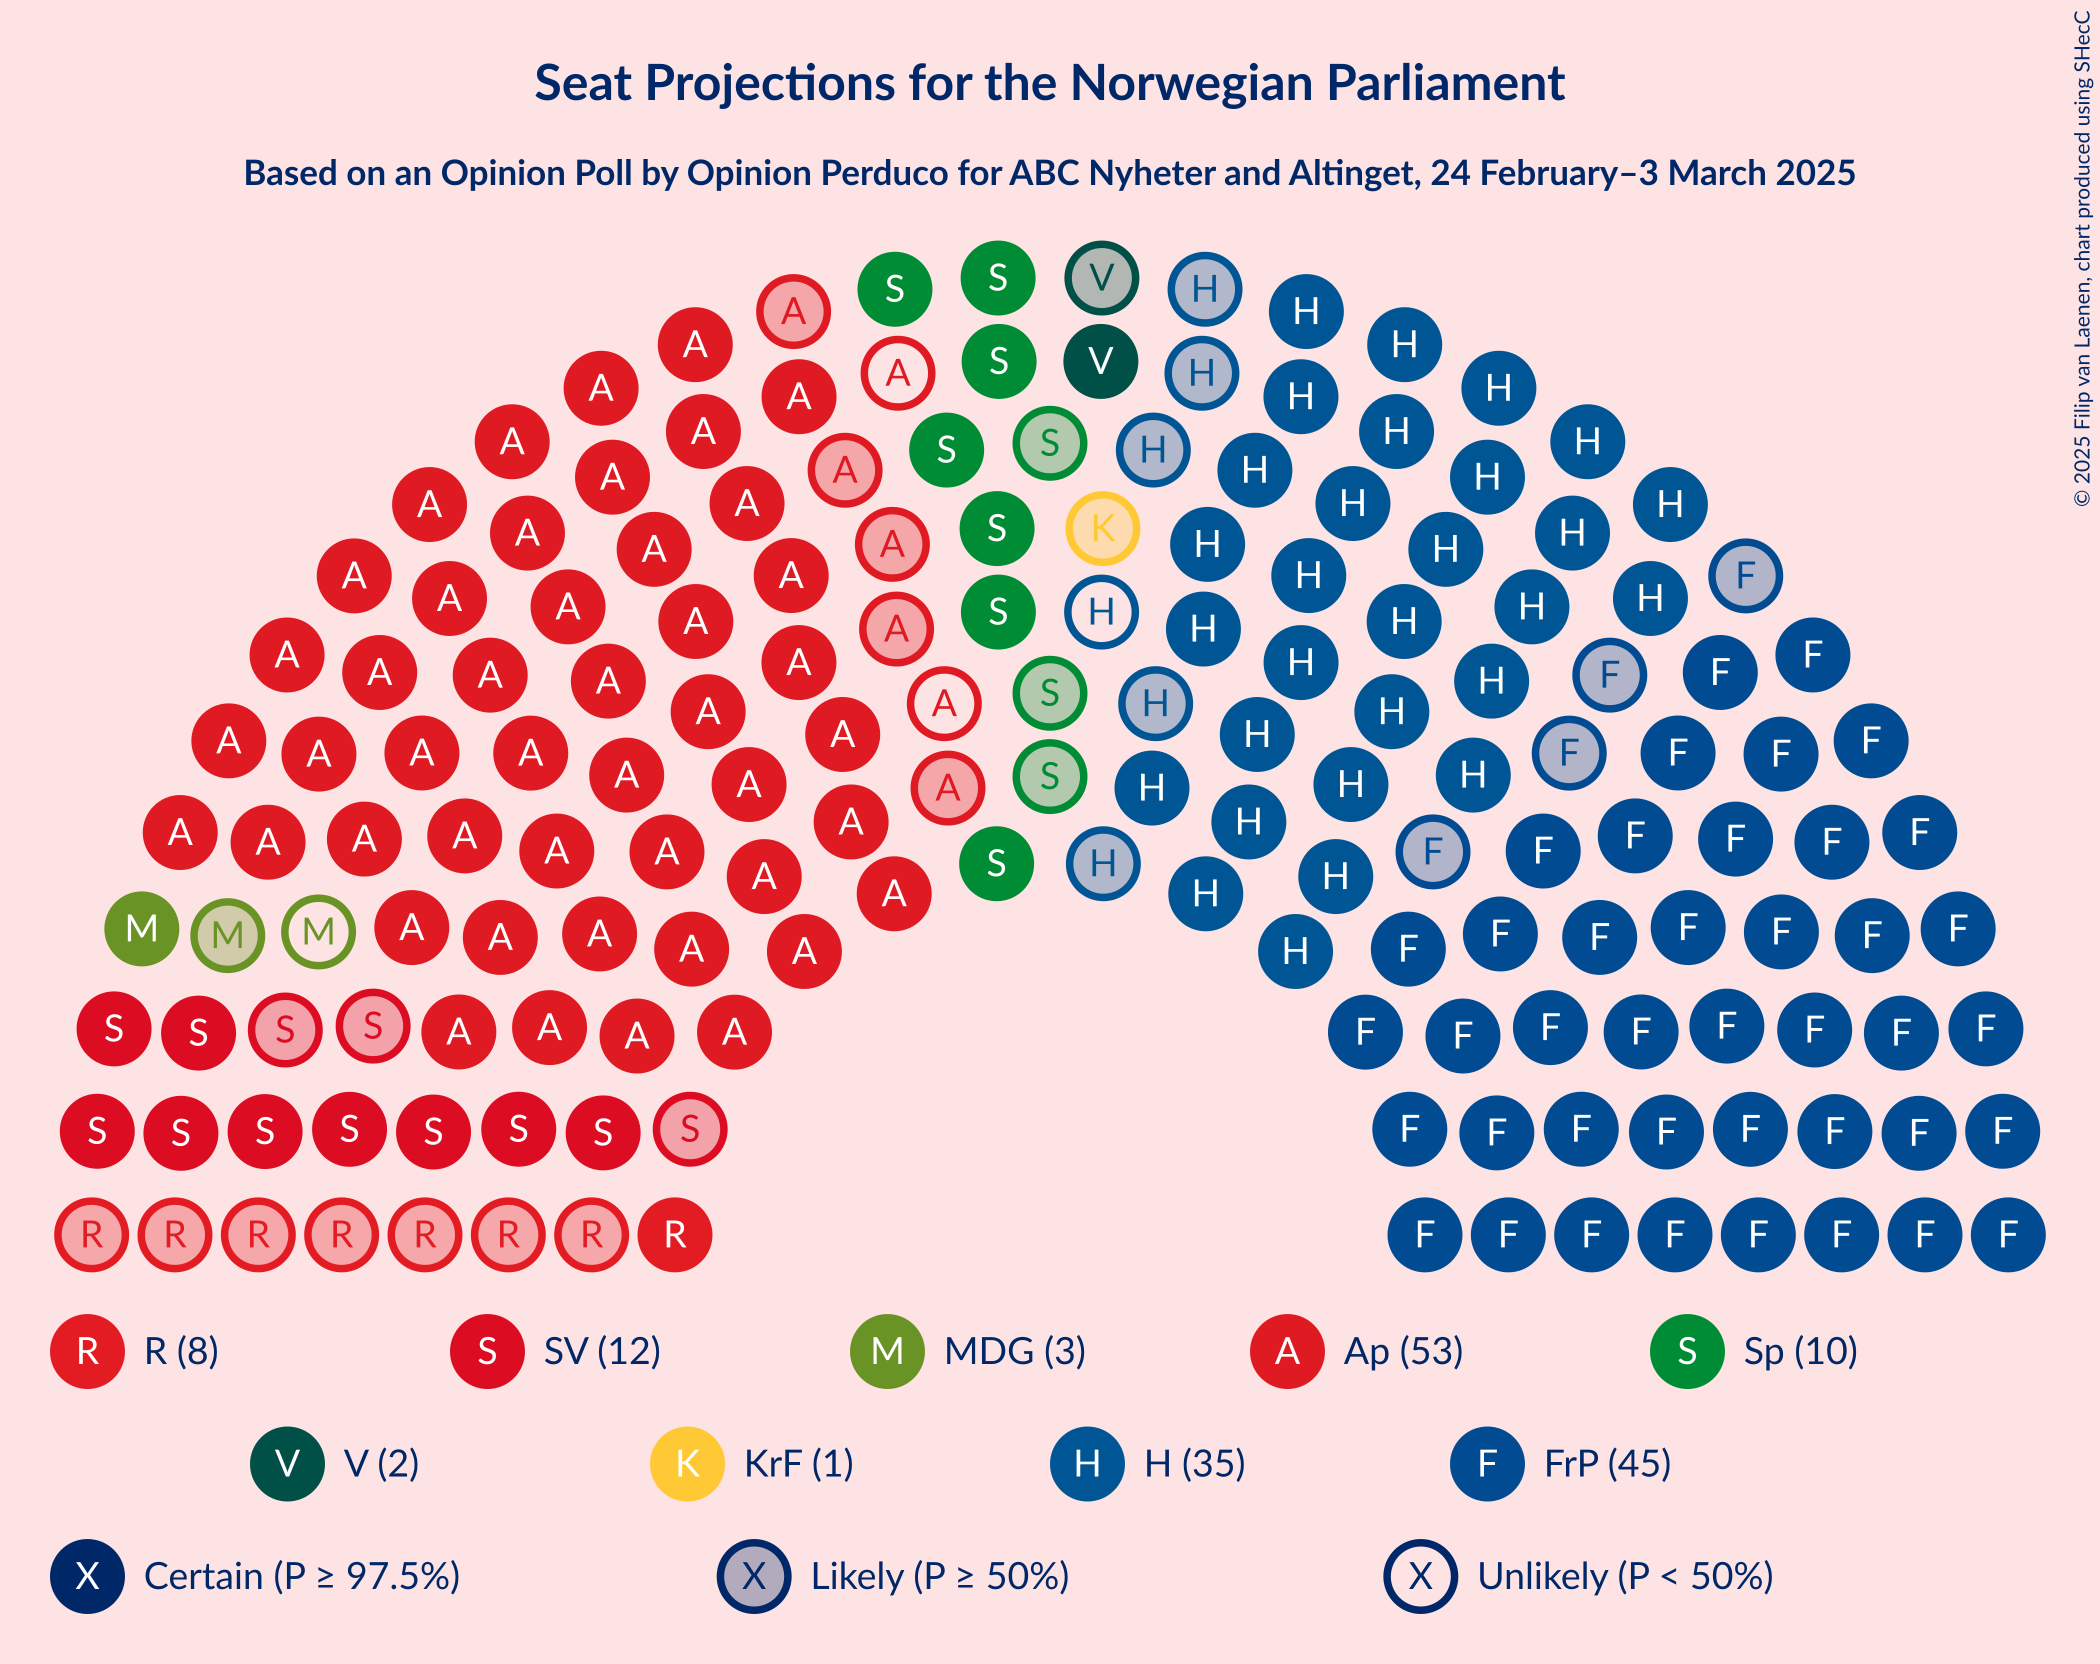 Seat Projections for the Norwegian Parliament
Based on an Opinion Poll by Opinion Perduco for ABC Nyheter and Altinget, 24 February–3 March 2025
© 2025 Filip van Laenen, chart produced using SHecC
S S V H
A H
A A S V H H
A A H H
A A S S H H H
A A H H
A A A S K H H H H
A A A S H H H H H F
A A A A A S H H H H F F F
A A A A A A S H H H H F F F F
A A A A A A A S H H H F F F F F F
M M M A A A A A H F F F F F F F
S S S S A A A A F F F F F F F F
S S S S S S S S F F F F F F F F
R R R R R R R R F F F F F F F F
R R (8) S SV (12) M MDG (3) A Ap (53) S Sp (10)
V V (2) K KrF (1) H H (35) F FrP (45)
X Certain (P ≥ 97.5%) X Likely (P ≥ 50%) X Unlikely (P < 50%)